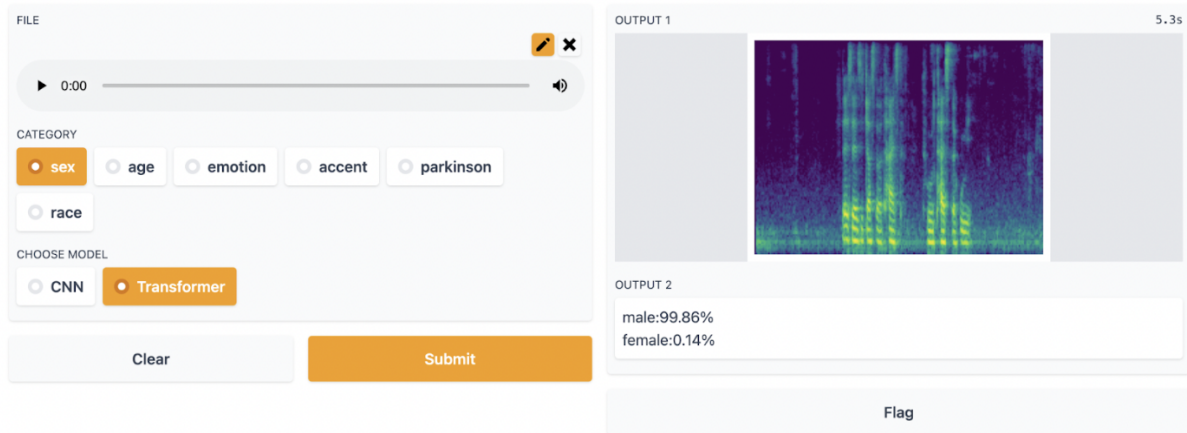 FILE
0:00
CATEGORY
sex age emotion accent parkinson
race
CHOOSE MODEL
CNN Transformer
Clear Submit
OUTPUT 1 5.3s
OUTPUT 2
male:99.86%
female:0.14%
Flag